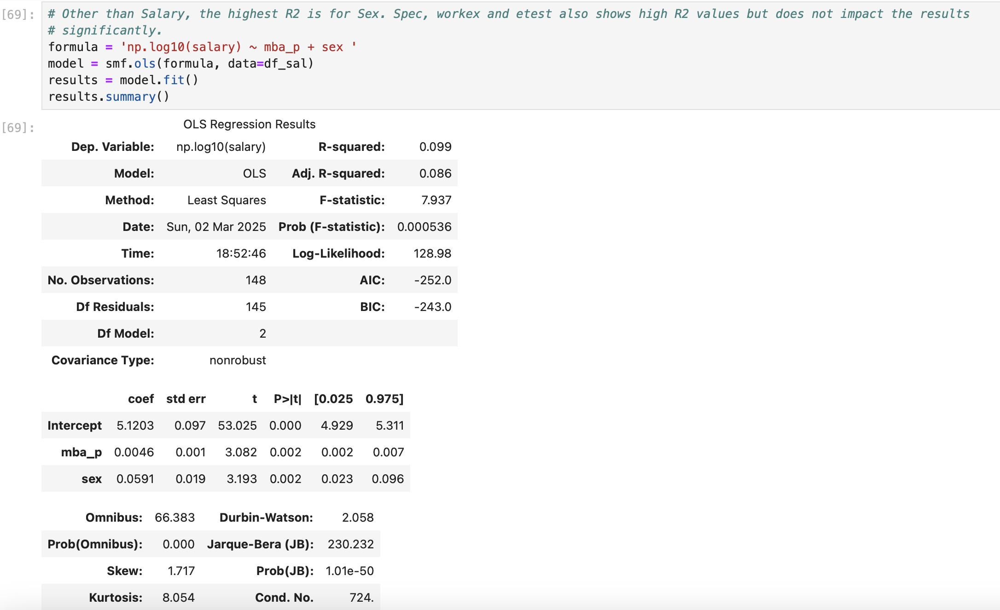 [69]: # Other than Salary, the highest R2 is for Sex. Spec, workex and etest also shows high R2 values but does not impact the results
# significantly.
formula = 'np.log10(salary) ~ mba_p + sex '
model = smf.ols(formula, data=df_sal)
results = model.fit()
results.summary()
[69]: OLS Regression Results
Dep. Variable: np.log10(salary) R-squared: 0.099
Model: OLS Adj. R-squared: 0.086
Method: Least Squares F-statistic: 7.937
Date: Sun, 02 Mar 2025 Prob (F-statistic): 0.000536
Time: 18:52:46 Log-Likelihood: 128.98
No. Observations: 148 AIC: -252.0
Df Residuals: 145 BIC: -243.0
Df Model: 2
Covariance Type: nonrobust
coef std err t P>|t| [0.025 0.975]
Intercept 5.1203 0.097 53.025 0.000 4.929 5.311
mba_p 0.0046 0.001 3.082 0.002 0.002 0.007
sex 0.0591 0.019 3.193 0.002 0.023 0.096
Omnibus: 66.383 Durbin-Watson: 2.058
Prob(Omnibus): 0.000 Jarque-Bera (JB): 230.232
Skew: 1.717 Prob(JB): 1.01e-50
Kurtosis: 8.054 Cond. No. 724.